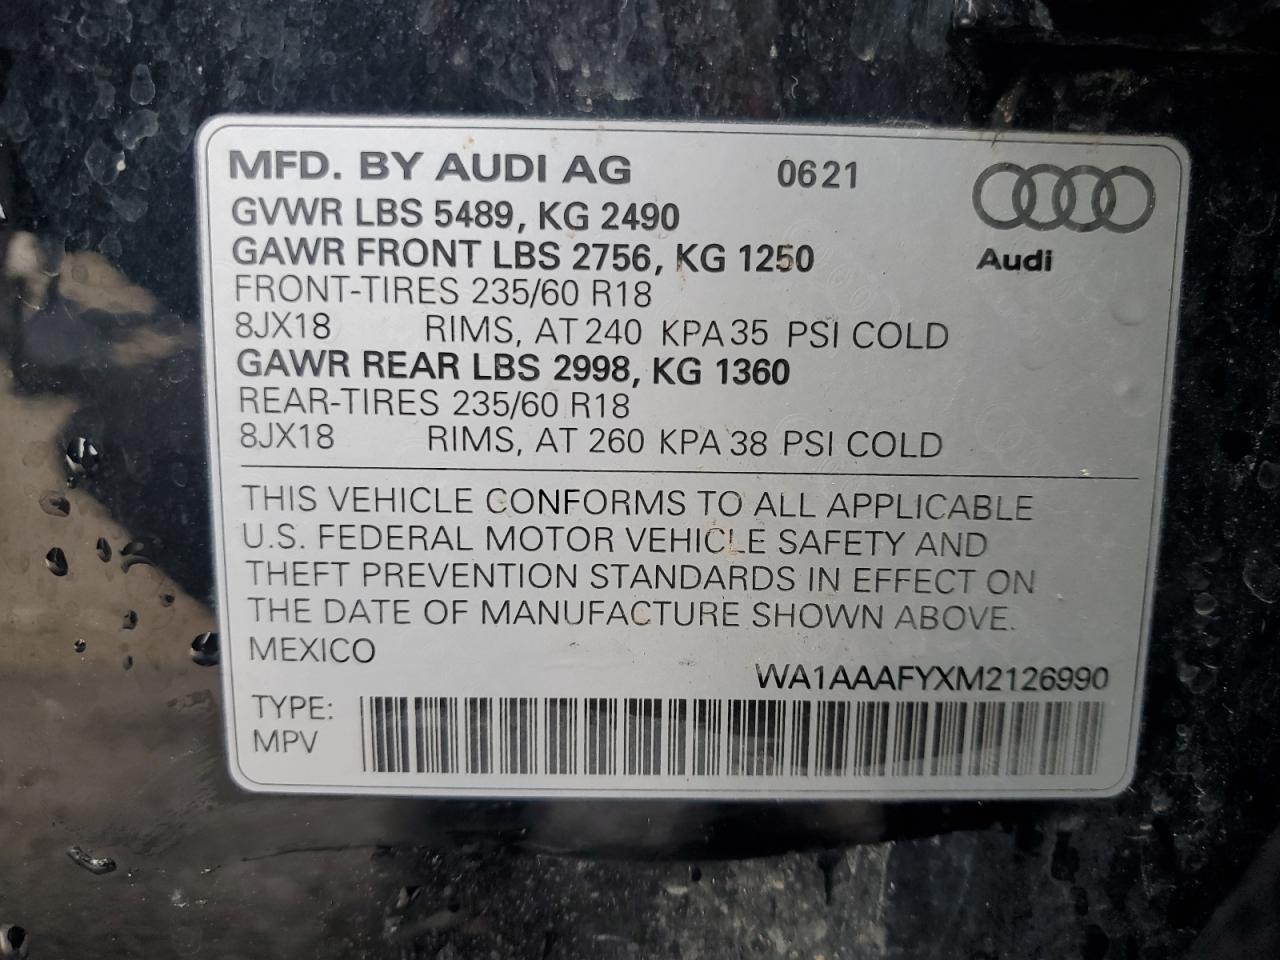 MFD. BY AUDI AG 0621
GVWR LBS 5489, KG 2490
GAWR FRONT LBS 2756, KG 1250
Audi
FRONT-TIRES 235/60 R18
8JX18 RIMS, AT 240 KPA 35 PSI COLD
GAWR REAR LBS 2998, KG 1360
REAR-TIRES 235/60 R18
8JX18 RIMS, AT 260 KPA 38 PSI COLD
THIS VEHICLE CONFORMS TO ALL APPLICABLE
U.S. FEDERAL MOTOR VEHICLE SAFETY AND
THEFT PREVENTION STANDARDS IN EFFECT ON
THE DATE OF MANUFACTURE SHOWN ABOVE.
MEXICO
WA1AAAFYXM2126990
TYPE:
MPV